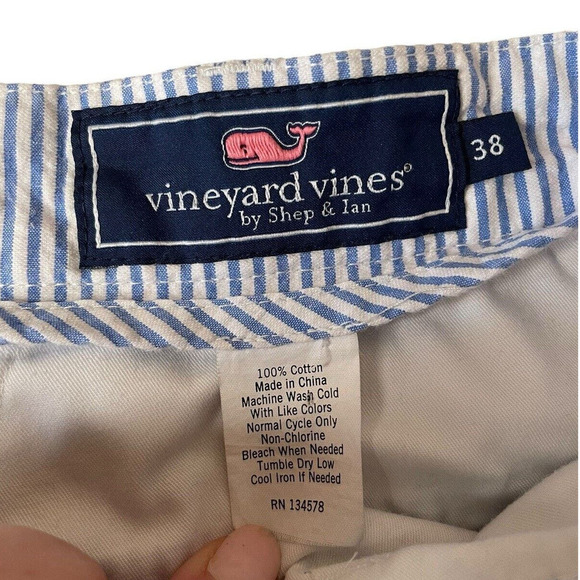 vineyard vines®
by Shep & Ian
38
100% Cotton
Made in China
Machine Wash Cold
With Like Colors
Normal Cycle Only
Non-Chlorine
Bleach When Needed
Tumble Dry Low
Cool Iron If Needed
RN 134578